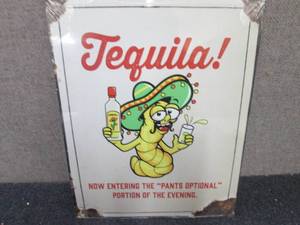 Tequila!
NOW ENTERING THE "PANTS OPTIONAL"
PORTION OF THE EVENING.